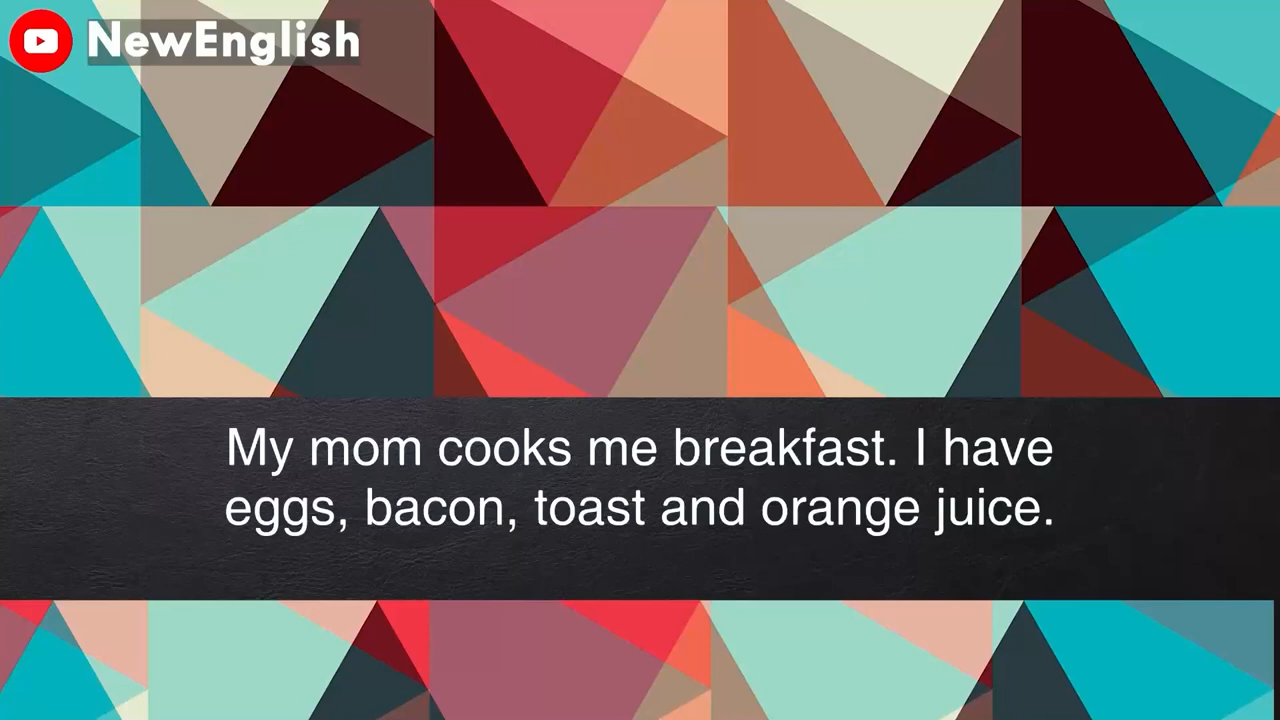 NewEnglish
My mom cooks me breakfast. I have
eggs, bacon, toast and orange juice.